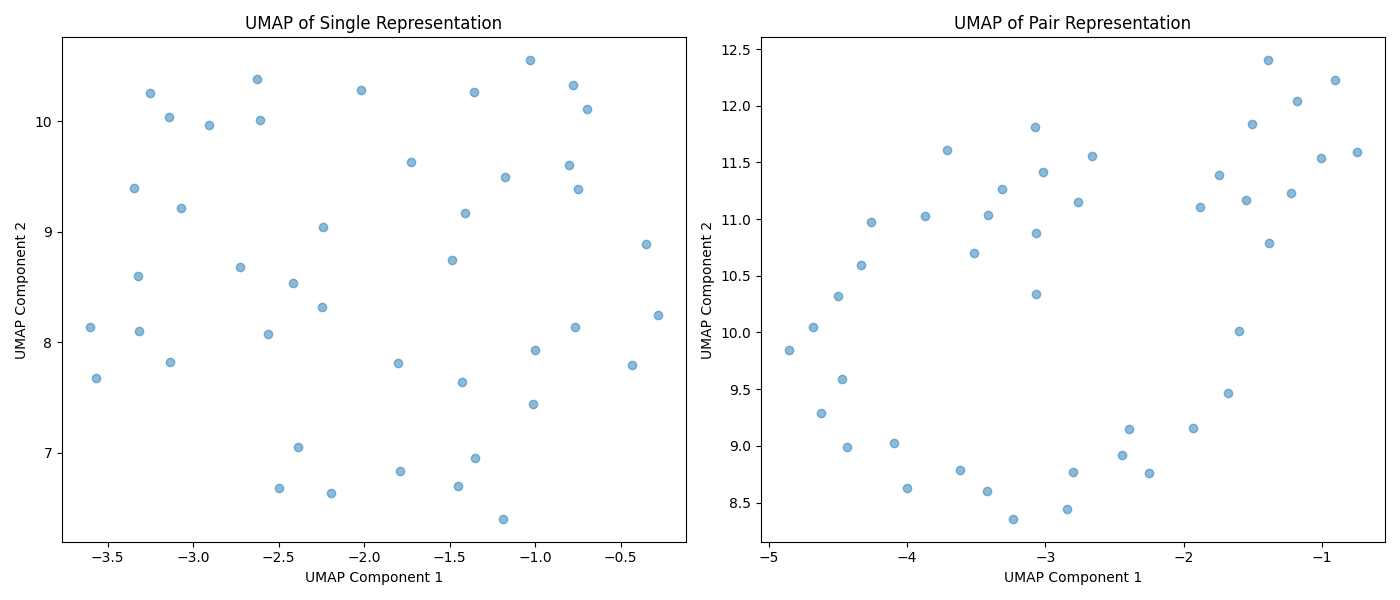 UMAP of Single Representation
UMAP Component 2
10
9
8
7
−3.5 −3.0 −2.5 −2.0 −1.5 −1.0 −0.5
UMAP Component 1
UMAP of Pair Representation
UMAP Component 2
12.5
12.0
11.5
11.0
10.5
10.0
9.5
9.0
8.5
−5 −4 −3 −2 −1
UMAP Component 1